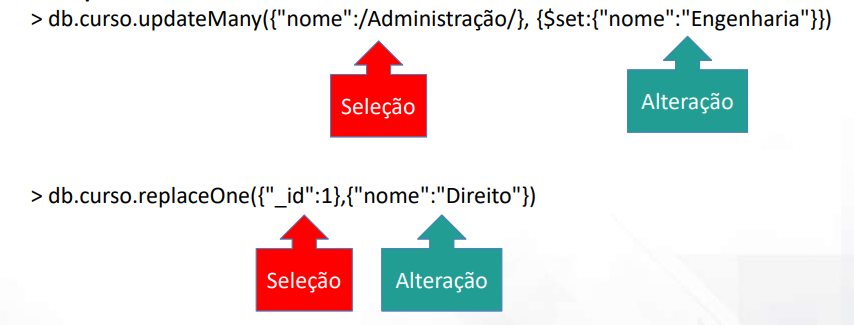 > db.curso.updateMany({"nome":/Administração/}, {$set:{"nome":"Engenharia"}})
Seleção
Alteração
> db.curso.replaceOne({"_id":1},{"nome":"Direito"})
Seleção
Alteração